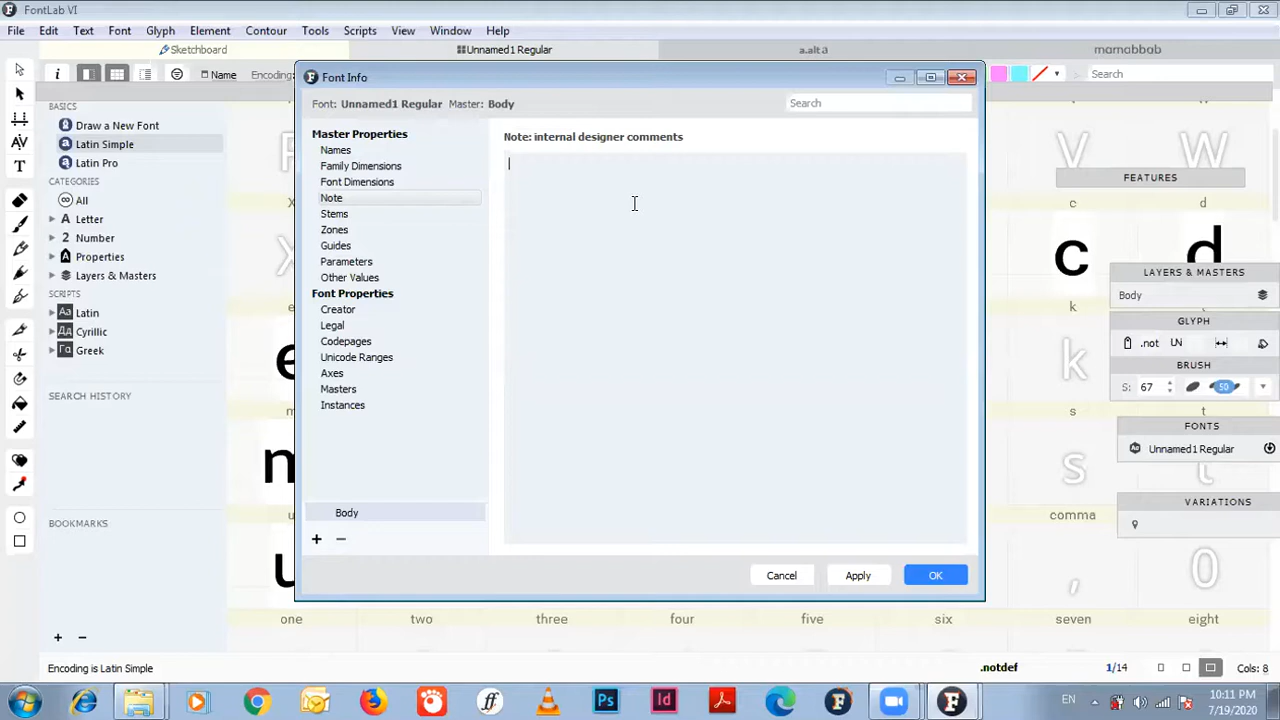 FontLab VI
File Edit Text Font Glyph Element Contour Tools Scripts View Window Help
Sketchboard Unnamed1 Regular a.alt a mamabbab
Name Encoding: Search
BASICS
Draw a New Font
Latin Simple
Latin Pro
CATEGORIES
All
Letter
Number
Properties
Layers & Masters
SCRIPTS
Latin
Cyrillic
Greek
SEARCH HISTORY
BOOKMARKS
Font Info
Font: Unnamed1 Regular Master: Body Search
Master Properties
Names
Family Dimensions
Font Dimensions
Note
Stems
Zones
Guides
Parameters
Other Values
Font Properties
Creator
Legal
Codepages
Unicode Ranges
Axes
Masters
Instances
Body
Note: internal designer comments
Cancel Apply OK
V W
FEATURES
c d
c d
LAYERS & MASTERS
Body
GLYPH
.not UN
BRUSH
S: 67 50
k
s t
FONTS
Unnamed1 Regular
VARIATIONS
comma
, 0
e
m
m
u
one two three four five six seven eight
Encoding is Latin Simple .notdef 1/14 Cols: 8
EN 10:11 PM
7/19/2020